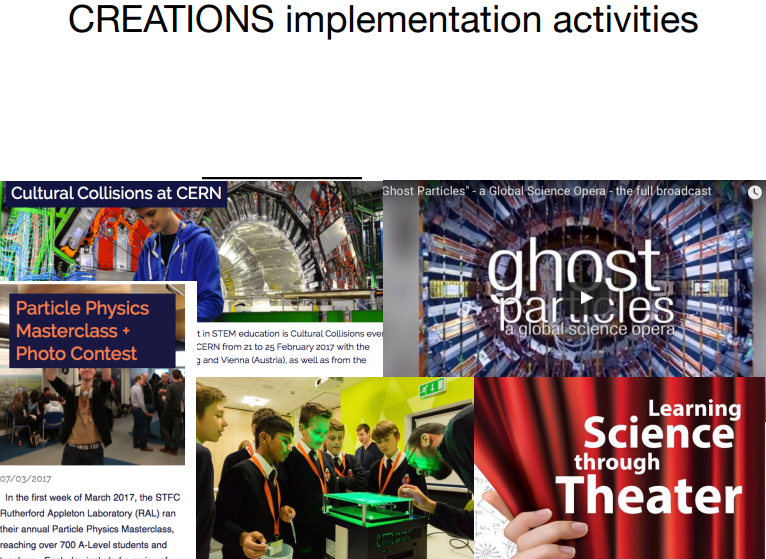 CREATIONS implementation activities
Cultural Collisions at CERN
t in STEM education is Cultural Collisions ever
CERN from 21 to 25 February 2017 with the
g and Vienna (Austria), as well as from the
Ghost Particles" - a Global Science Opera - the full broadcast
ghost
particles
a global science opera
Particle Physics
Masterclass +
Photo Contest
07/03/2017
In the first week of March 2017, the STFC
Rutherford Appleton Laboratory (RAL) ran
their annual Particle Physics Masterclass,
reaching over 700 A-Level students and
Learning
Science
through
Theater